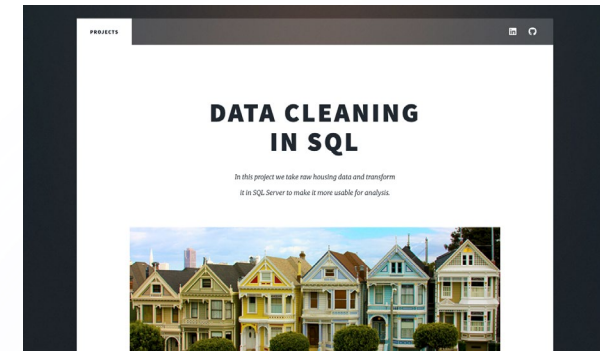 PROJECTS
DATA CLEANING
IN SQL
In this project we take raw housing data and transform
it in SQL Server to make it more usable for analysis.